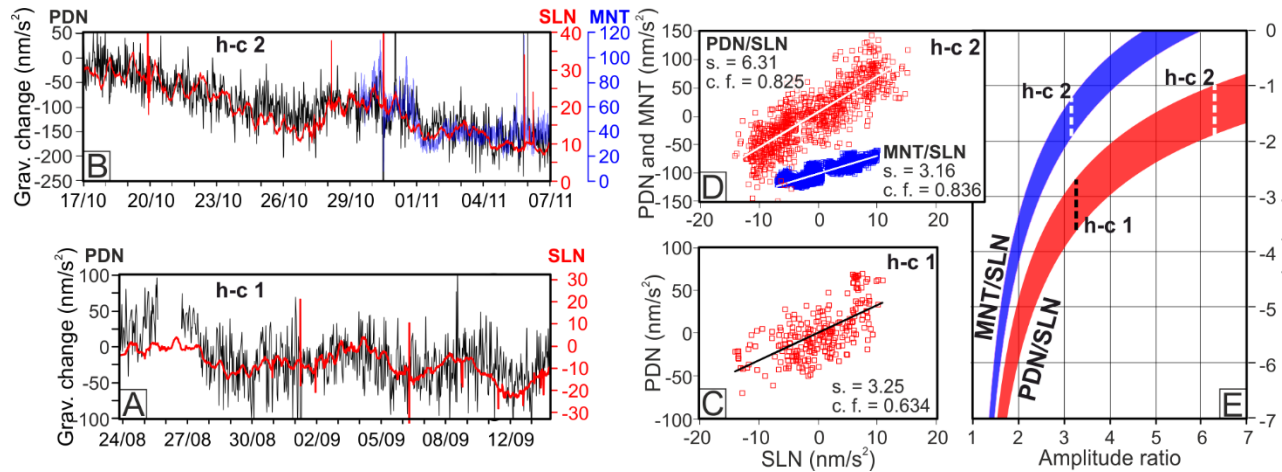 PDN SLN MNT
h-c 2
Grav. change (nm/s²)
50
0
-50
-100
-150
-200
-250
40
30
20
10
0
120
100
80
60
40
20
0
B
17/10 20/10 23/10 26/10 29/10 01/11 04/11 07/11
PDN SLN
h-c 1
Grav. change (nm/s²)
100
50
0
-50
100
30
20
10
0
-10
-20
-30
A
24/08 27/08 30/08 02/09 05/09 08/09 12/09
PDN and MNT (nm/s²)
150
100
50
0
-50
-100
-150
PDN/SLN
s. = 6.31
c. f. = 0.825
h-c 2
MNT/SLN
s. = 3.16
c. f. = 0.836
D
-20 -10 0 10 20
PDN (nm/s²)
100
50
0
-50
-100
h-c 1
s. = 3.25
c. f. = 0.634
C
-20 -10 0 10 20
SLN (nm/s²)
h-c 2
h-c 2
h-c 1
MNT/SLN
PDN/SLN
E
0
-1
-2
-3
-4
-5
-6
-7
1 2 3 4 5 6 7
Amplitude ratio